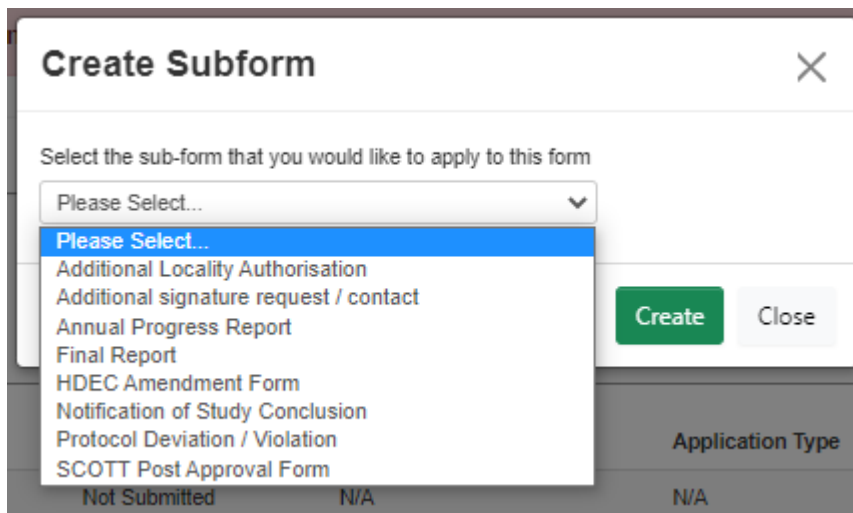 Create Subform
Select the sub-form that you would like to apply to this form
Please Select...
Please Select...
Additional Locality Authorisation
Additional signature request / contact
Annual Progress Report
Final Report
HDEC Amendment Form
Notification of Study Conclusion
Protocol Deviation / Violation
SCOTT Post Approval Form
Create Close
Application Type
Not Submitted N/A N/A